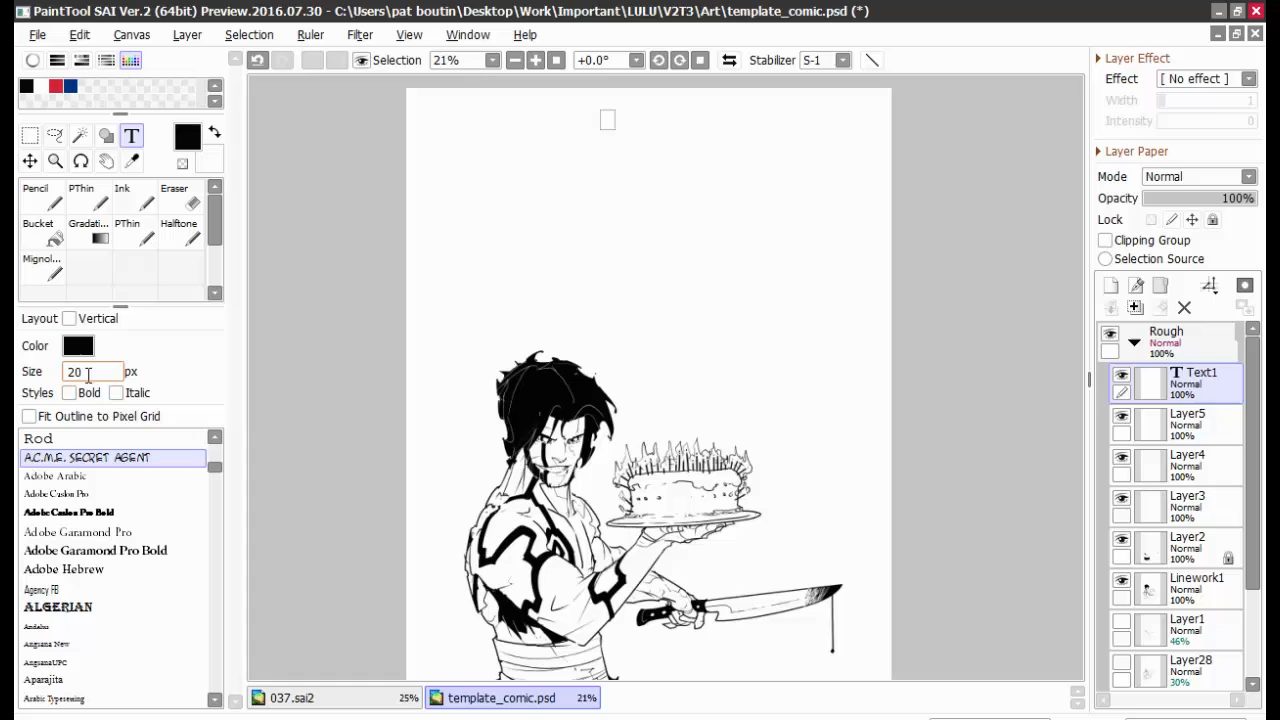 PaintTool SAI Ver.2 (64bit) Preview.2016.07.30 - C:\Users\pat boutin\Desktop\Work\Important\LULU\V2T3\Art\template_comic.psd (*)
File Edit Canvas Layer Selection Ruler Filter View Window Help
Selection 21% +0.0° Stabilizer S-1
Layer Effect
Effect [ No effect ]
Width 1
Intensity 0
Layer Paper
Mode Normal
Opacity 100%
Lock
Clipping Group
Selection Source
T
Pencil PThin Ink Eraser
Bucket Gradati... PThin Halftone
Mignol...
Layout Vertical
Color
Size 20 px
Styles Bold Italic
Fit Outline to Pixel Grid
Rod
A.C.M.E. SECRET AGENT
Adobe Arabic
Adobe Caslon Pro
Adobe Caslon Pro Bold
Adobe Garamond Pro
Adobe Garamond Pro Bold
Adobe Hebrew
Agency FB
ALGERIAN
Andalus
Angsana New
AngsanaUPC
Aparajita
Arabic Typesetting
Rough
Normal
100%
T Text1
Normal
100%
Layer5
Normal
100%
Layer4
Normal
100%
Layer3
Normal
100%
Layer2
Normal
100%
Linework1
Normal
100%
Layer1
Normal
46%
Layer28
Normal
30%
037.sai2 25% template_comic.psd 21%